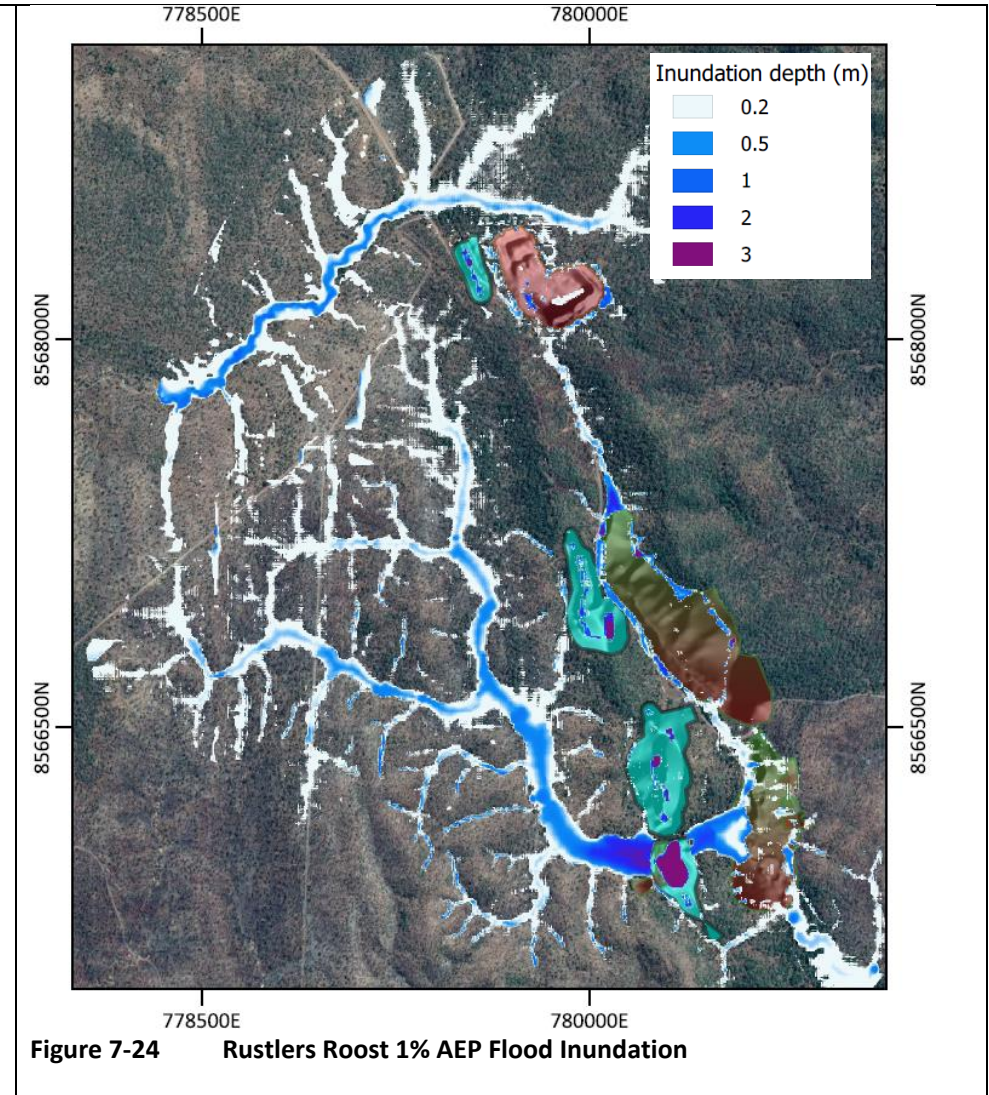 778500E 780000E
Inundation depth (m)
0.2
0.5
1
2
3
8568000N 8568000N
8566500N 8566500N
778500E 780000E
Figure 7-24 Rustlers Roost 1% AEP Flood Inundation